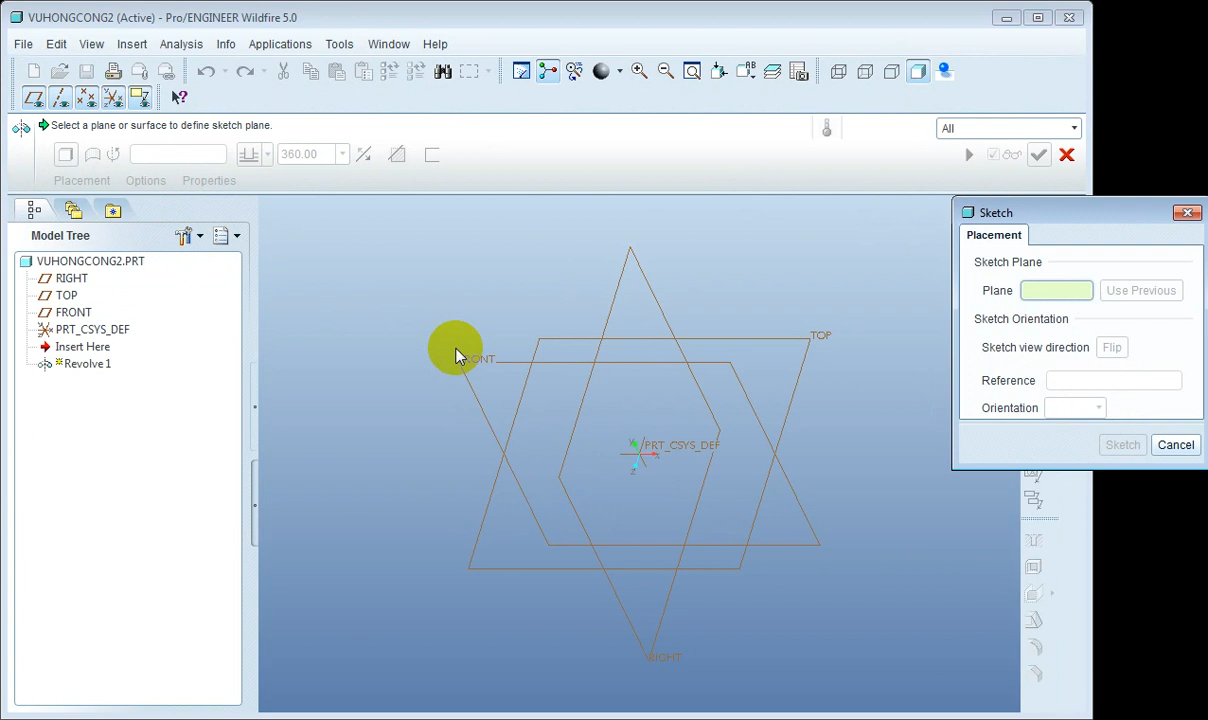 VUHONGCONG2 (Active) - Pro/ENGINEER Wildfire 5.0
File Edit View Insert Analysis Info Applications Tools Window Help
Select a plane or surface to define sketch plane.
All
360.00
Placement Options Properties
Model Tree
VUHONGCONG2.PRT
RIGHT
TOP
FRONT
PRT_CSYS_DEF
Insert Here
Revolve 1
TOP
PRT_CSYS_DEF
Y
X
Z
RIGHT
Sketch
Placement
Sketch Plane
Plane Use Previous
Sketch Orientation
Sketch view direction Flip
Reference
Orientation
Sketch Cancel